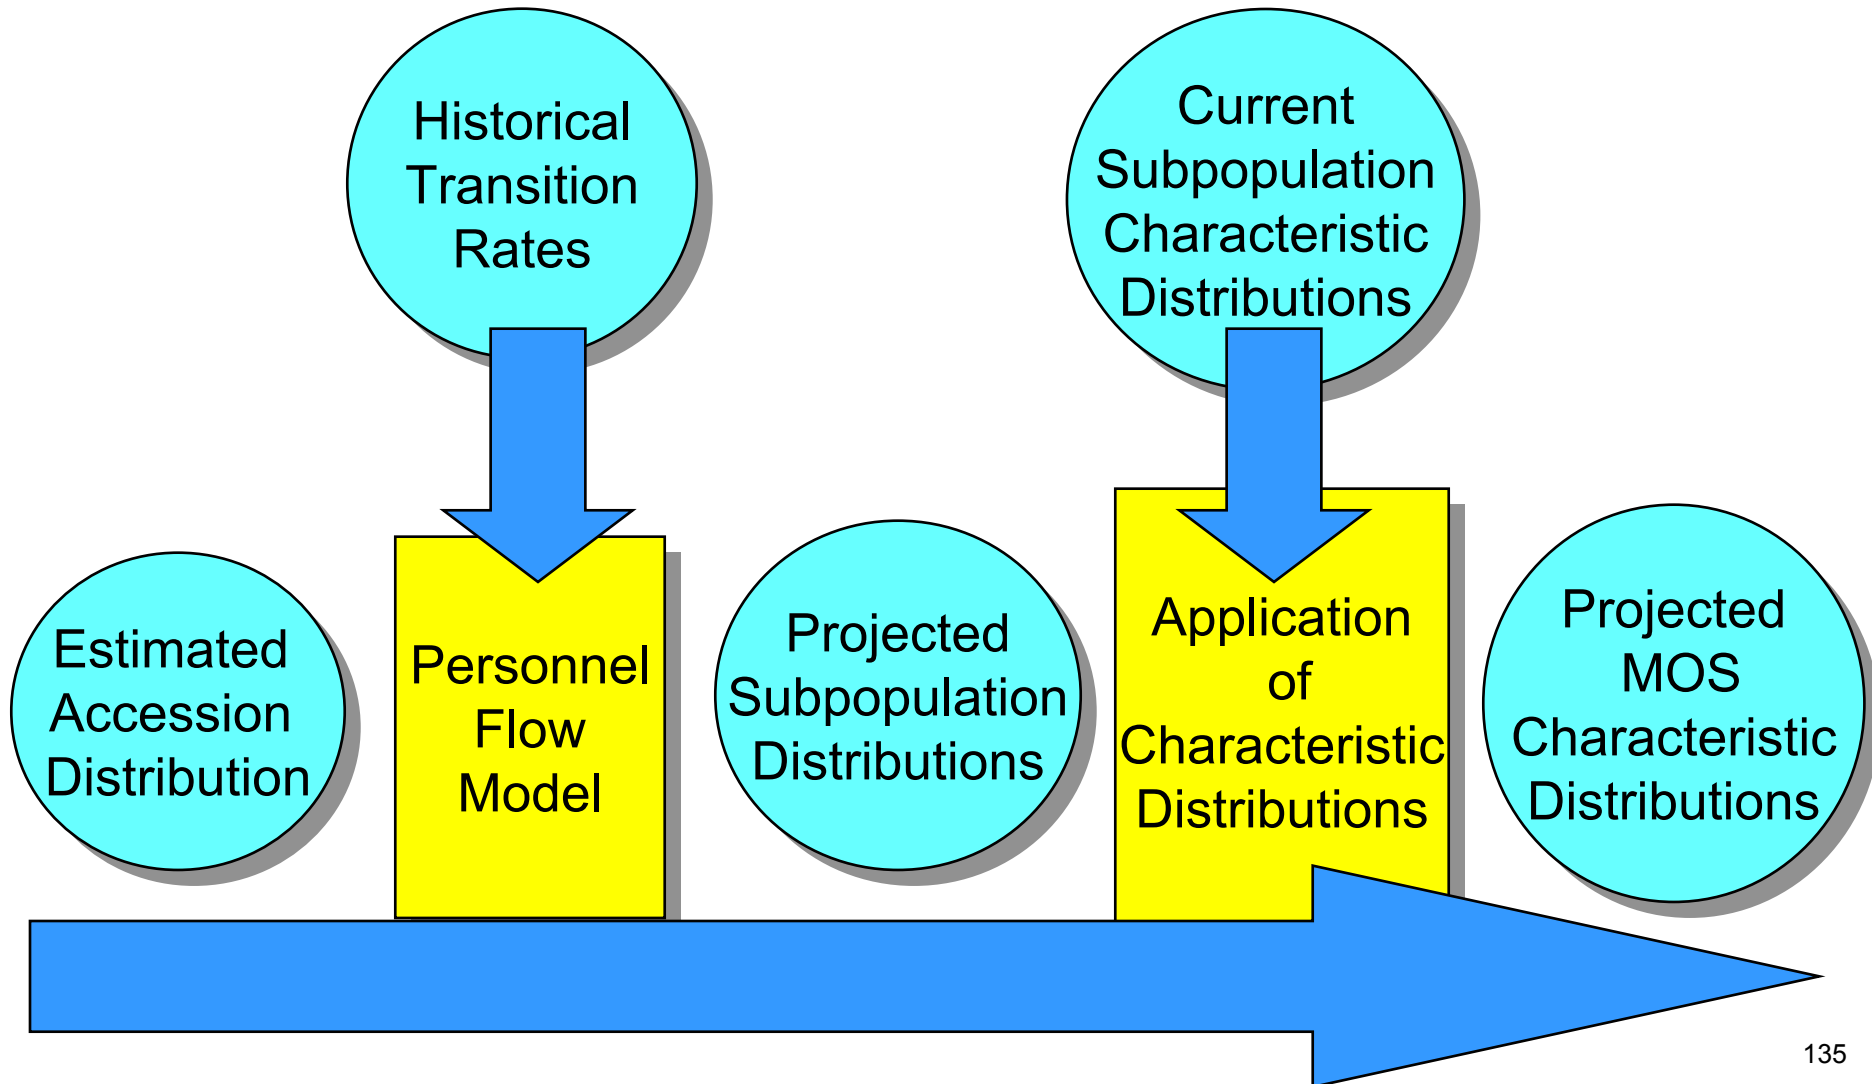 Historical
Transition
Rates
Current
Subpopulation
Characteristic
Distributions
Estimated
Accession
Distribution
Personnel
Flow
Model
Projected
Subpopulation
Distributions
Application
of
Characteristic
Distributions
Projected
MOS
Characteristic
Distributions
135